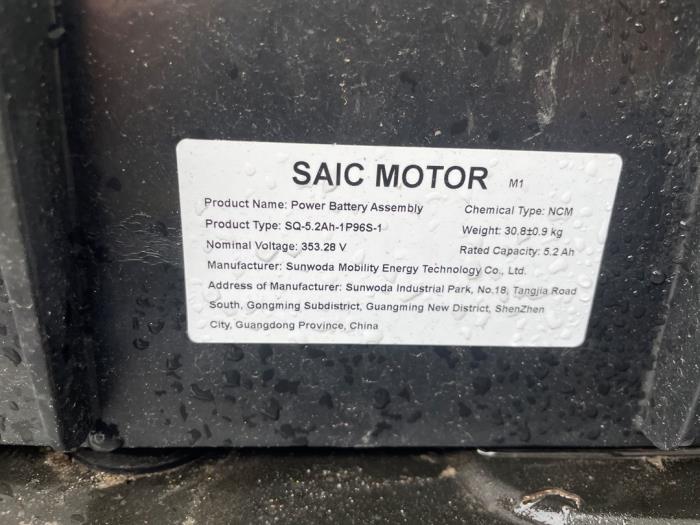 SAIC MOTOR M1
Product Name: Power Battery Assembly Chemical Type: NCM
Product Type: SQ-5.2Ah-1P96S-1 Weight: 30.8±0.9 kg
Nominal Voltage: 353.28 V Rated Capacity: 5.2 Ah
Manufacturer: Sunwoda Mobility Energy Technology Co., Ltd.
Address of Manufacturer: Sunwoda Industrial Park, No.18, Tangjia Road
South, Gongming Subdistrict, Guangming New District, ShenZhen
City, Guangdong Province, China